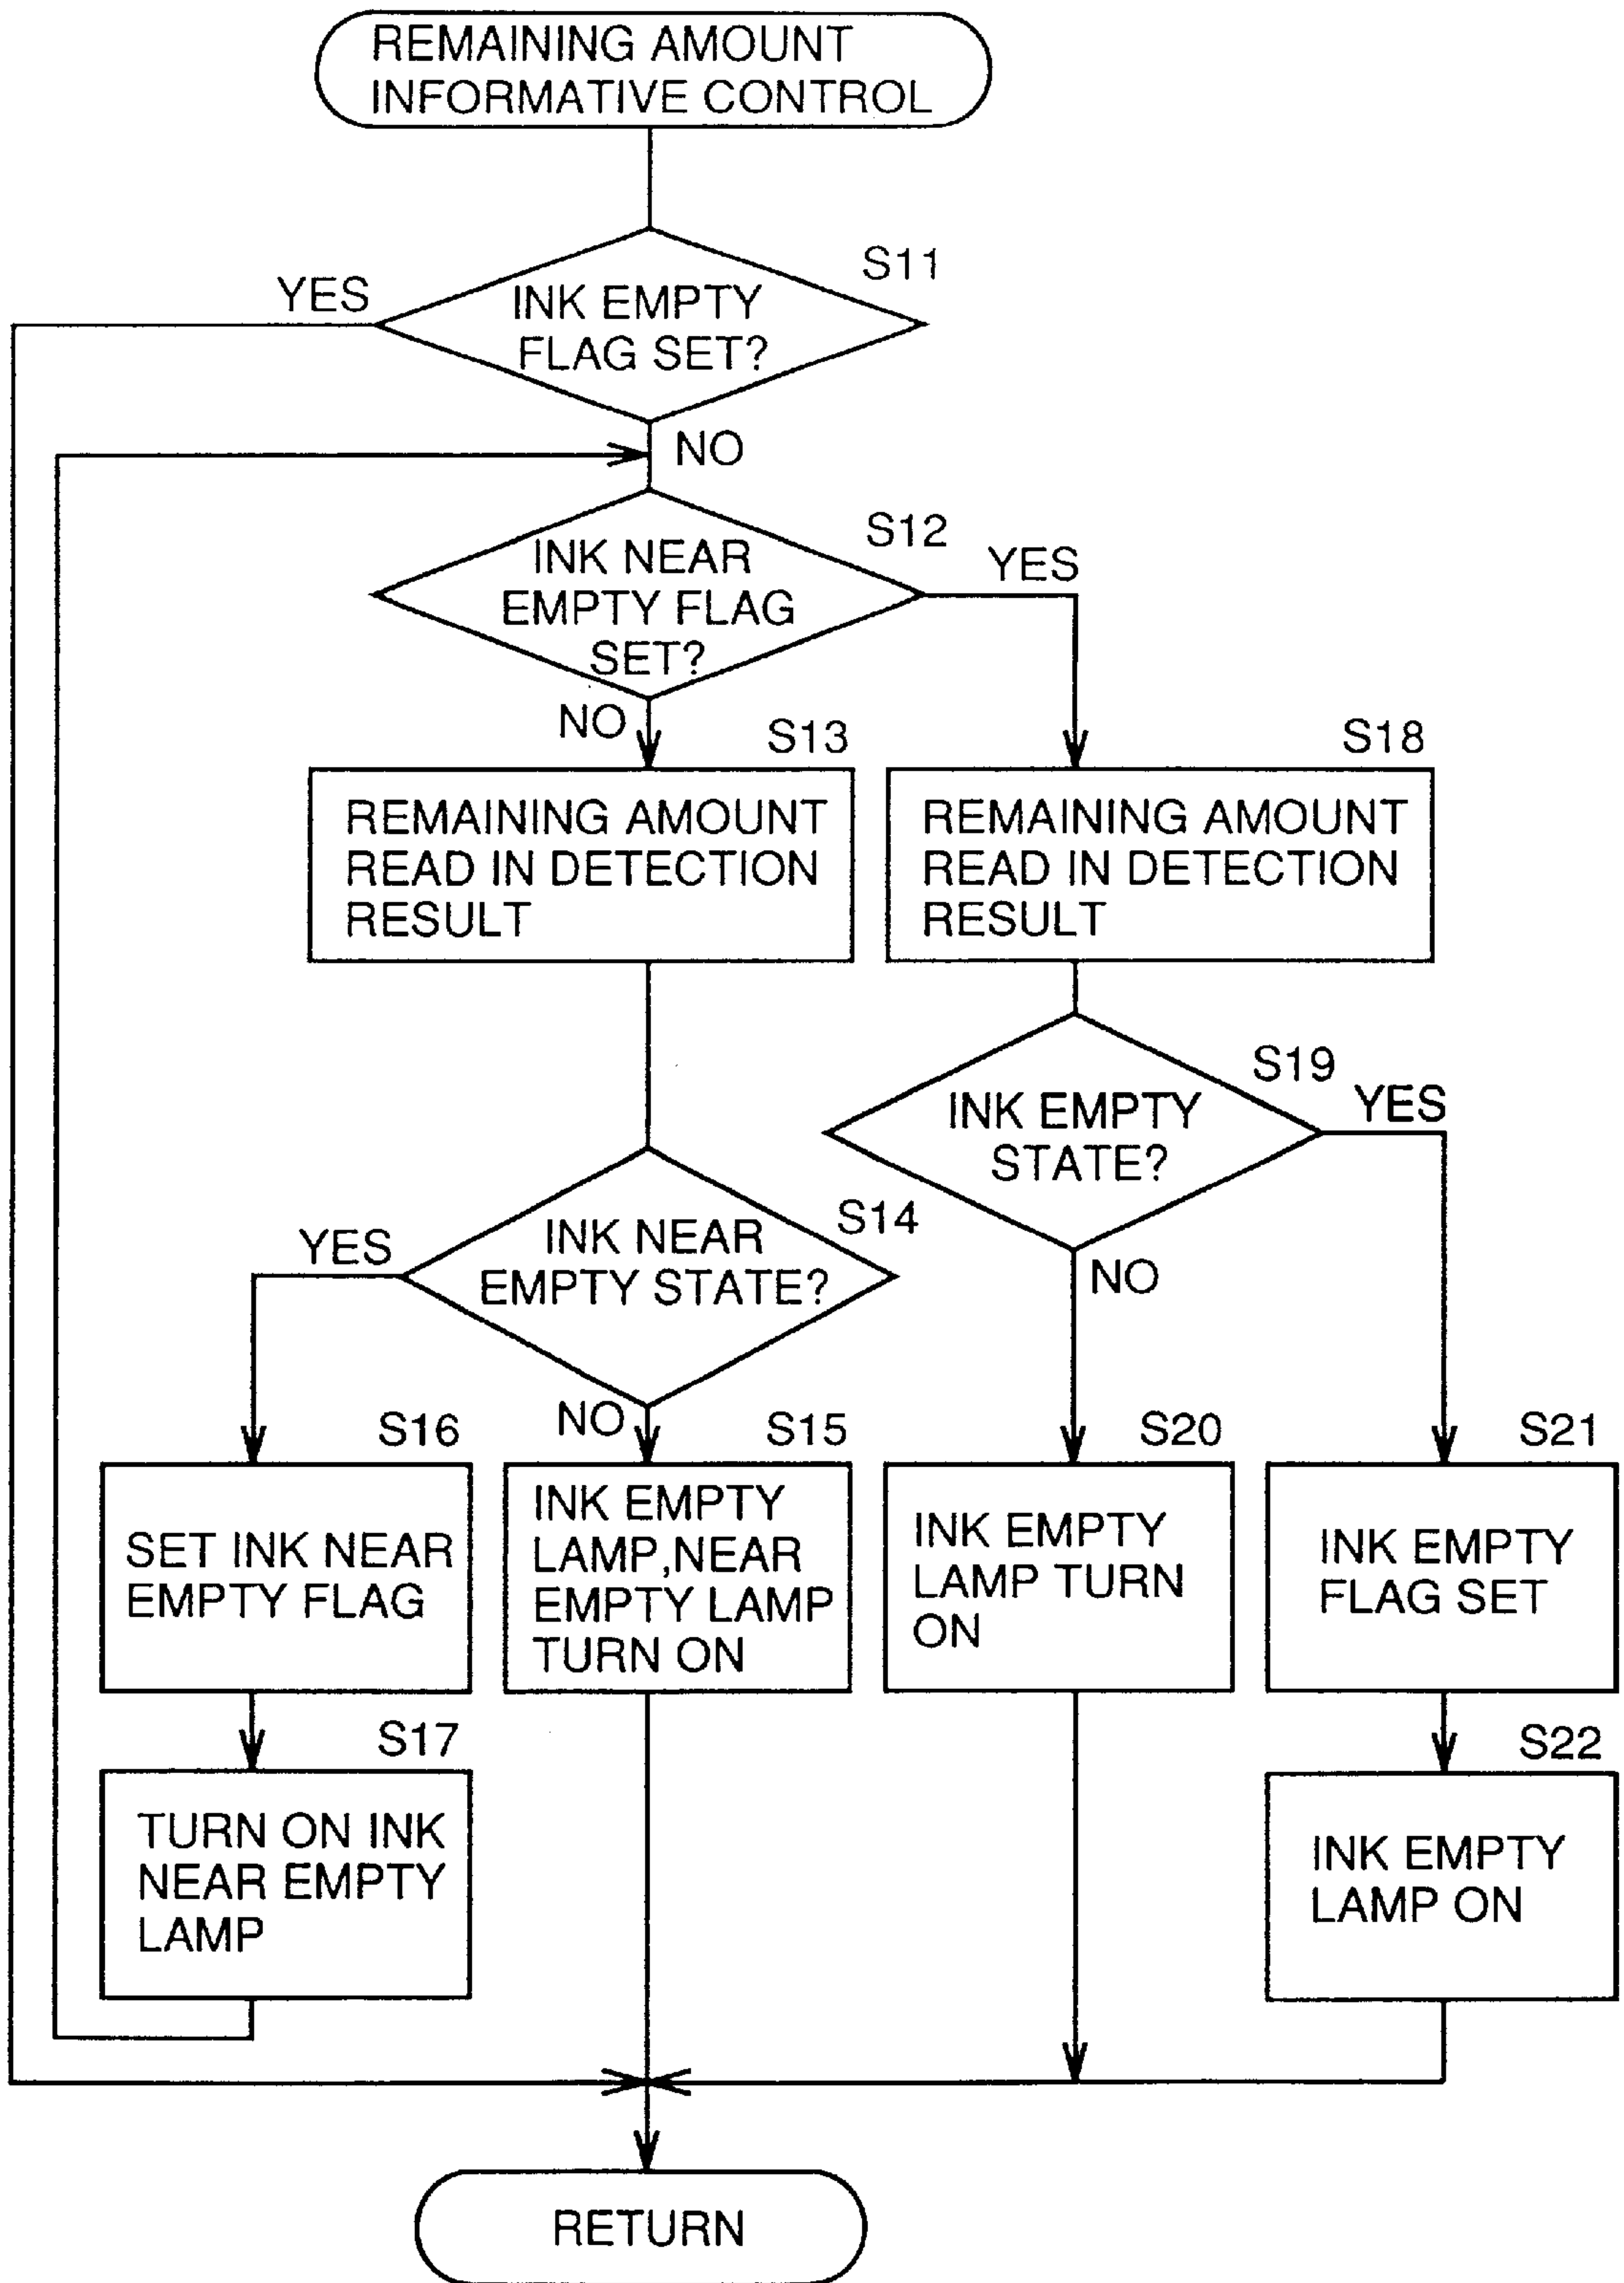 REMAINING AMOUNT
INFORMATIVE CONTROL
S11
YES
INK EMPTY
FLAG SET?
NO
S12
YES
INK NEAR
EMPTY FLAG
SET?
NO
S13
REMAINING AMOUNT
READ IN DETECTION
RESULT
S18
REMAINING AMOUNT
READ IN DETECTION
RESULT
S19
YES
INK EMPTY
STATE?
NO
S14
YES
INK NEAR
EMPTY STATE?
NO
S16
SET INK NEAR
EMPTY FLAG
S15
INK EMPTY
LAMP,NEAR
EMPTY LAMP
TURN ON
S20
INK EMPTY
LAMP TURN
ON
S21
INK EMPTY
FLAG SET
S17
TURN ON INK
NEAR EMPTY
LAMP
S22
INK EMPTY
LAMP ON
RETURN